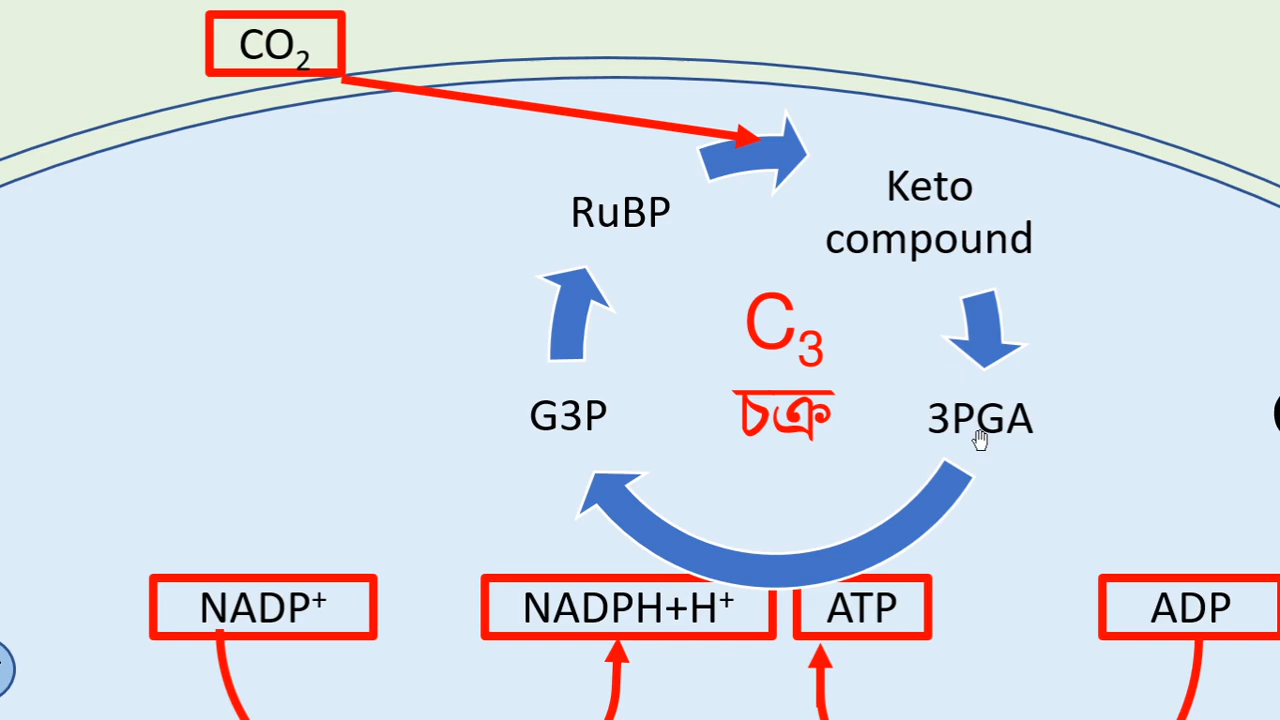 CO₂
RuBP
Keto
compound
C₃
চক্র
G3P
3PGA
NADP⁺
NADPH+H⁺
ATP
ADP